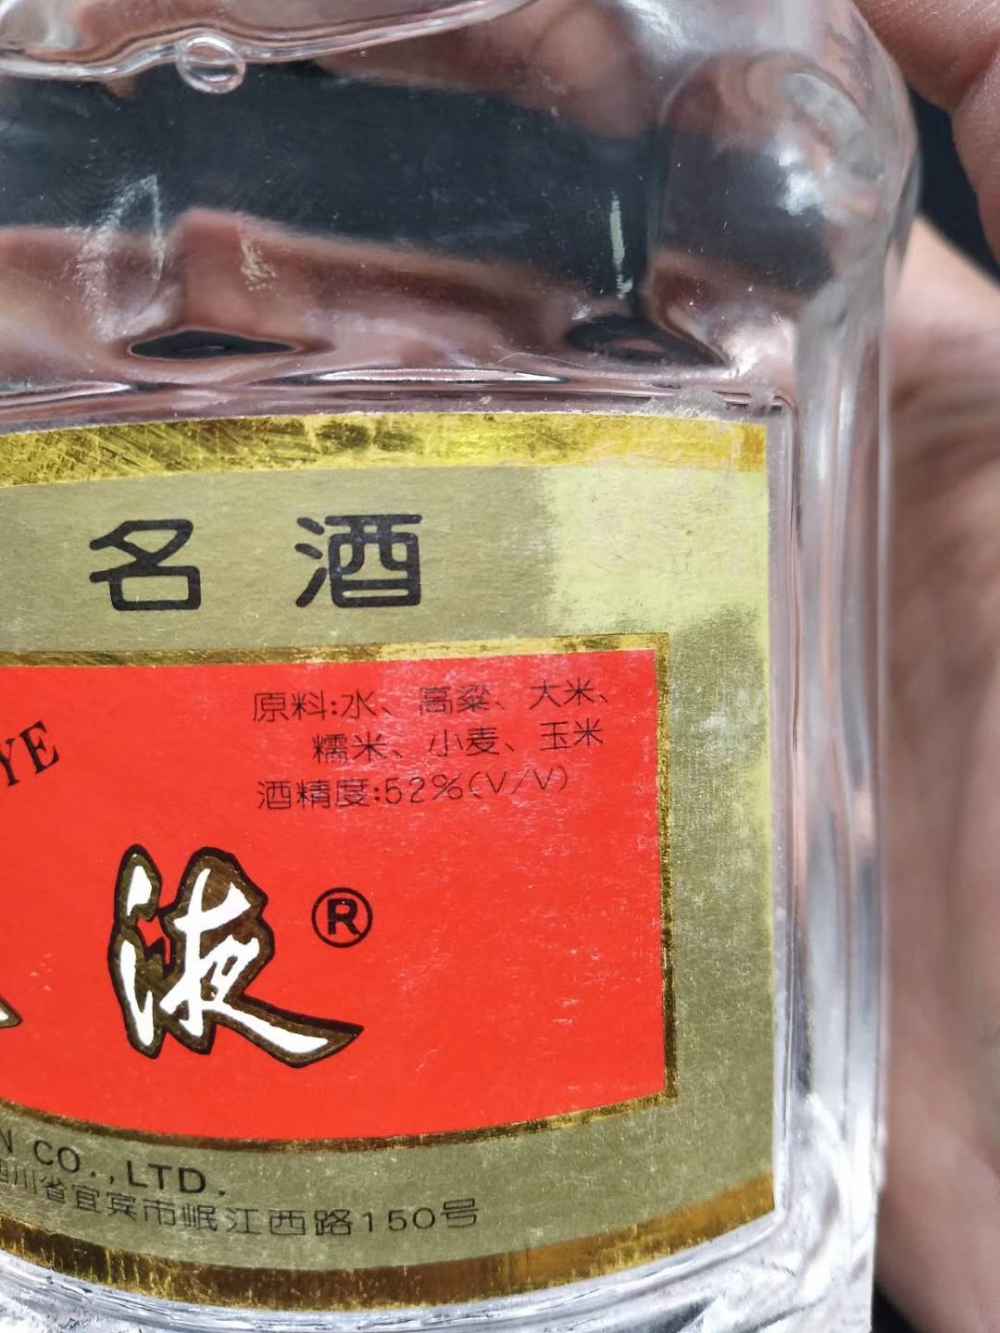 名酒
原料:水、高粱、大米、
糯米、小麦、玉米
酒精度:52%(V/V)
YE
液®
N CO.,LTD.
四川省宜宾市岷江西路150号